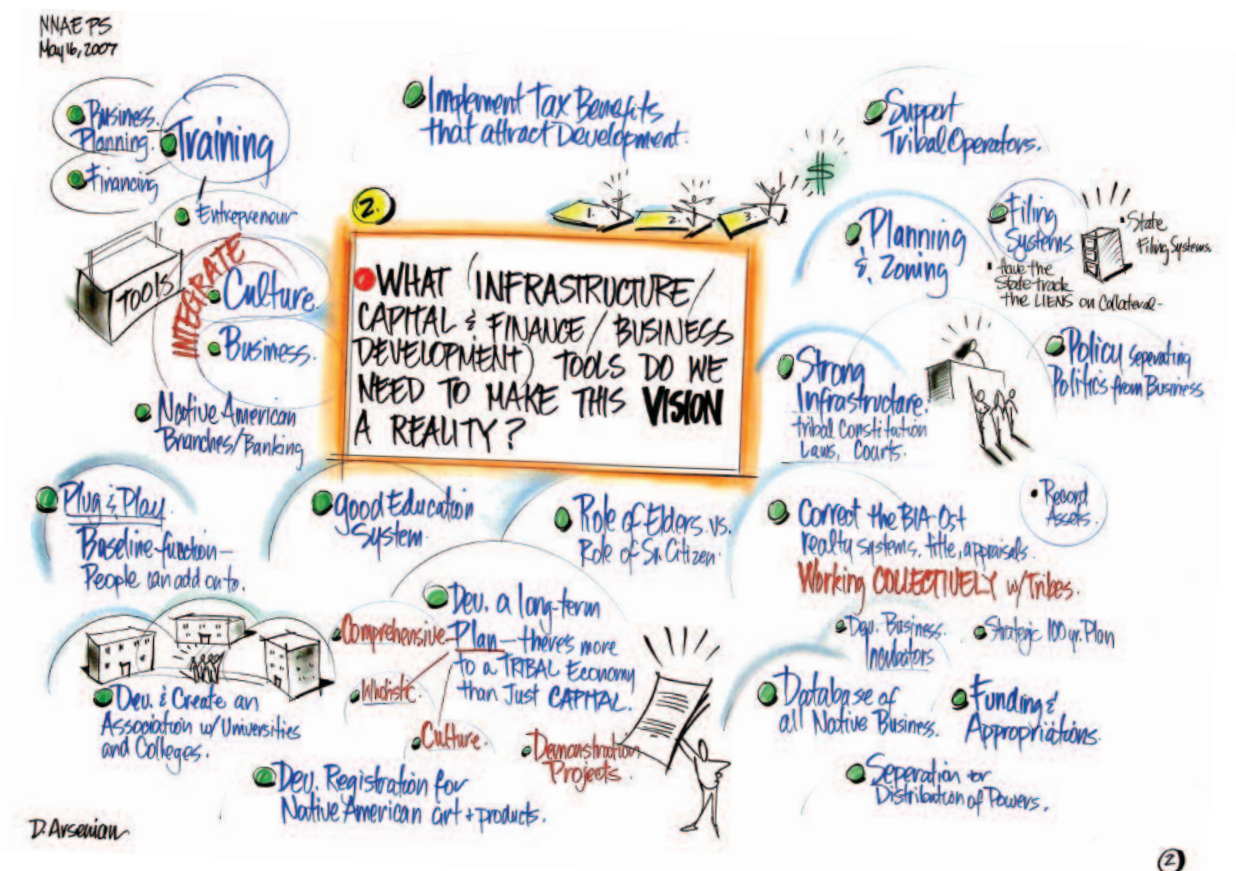 NNAEPS
May 16, 2007
Business
Planning.
Training
Financing
Entrepreneur
TOOLS
INTEGRATE
Culture
Business.
Native American
Branches/Banking
Implement Tax Benefits
that attract Development.
Support
Tribal Operators.
$
1. 2. 3.
2.
WHAT (INFRASTRUCTURE/
CAPITAL & FINANCE/BUSINESS
DEVELOPMENT) TOOLS DO WE
NEED TO MAKE THIS VISION
A REALITY?
Planning
& Zoning
Filing
Systems
• Have the
State track
the LIENS on Collateral-
• State
Filing Systems.
Strong
Infrastructure.
tribal Constitution
Laws, Courts.
Policy seperating
Politics from Business
Plug & Play.
Baseline-function—
People can add onto.
good Education
System.
Role of Elders vs.
Role of Sr. Citizen.
Correct the BIA-Ost
realty systems, title, appraisals.
Working COLLECTIVELY w/Tribes.
• Record
Assets.
Dev. Business
Incubators
Strategic 100 yr. Plan
Dev. & Create an
Association w/Universities
and Colleges.
Dev. a long-term
Plan—there's more
to a TRIBAL Economy
than Just CAPITAL.
Comprehensive
Wholistic.
Culture.
Demonstration
Projects.
Database of
all Native Business.
Funding &
Appropriations.
Dev. Registration for
Native American art + products.
Seperation or
Distribution of Powers.
D. Arsenian
2